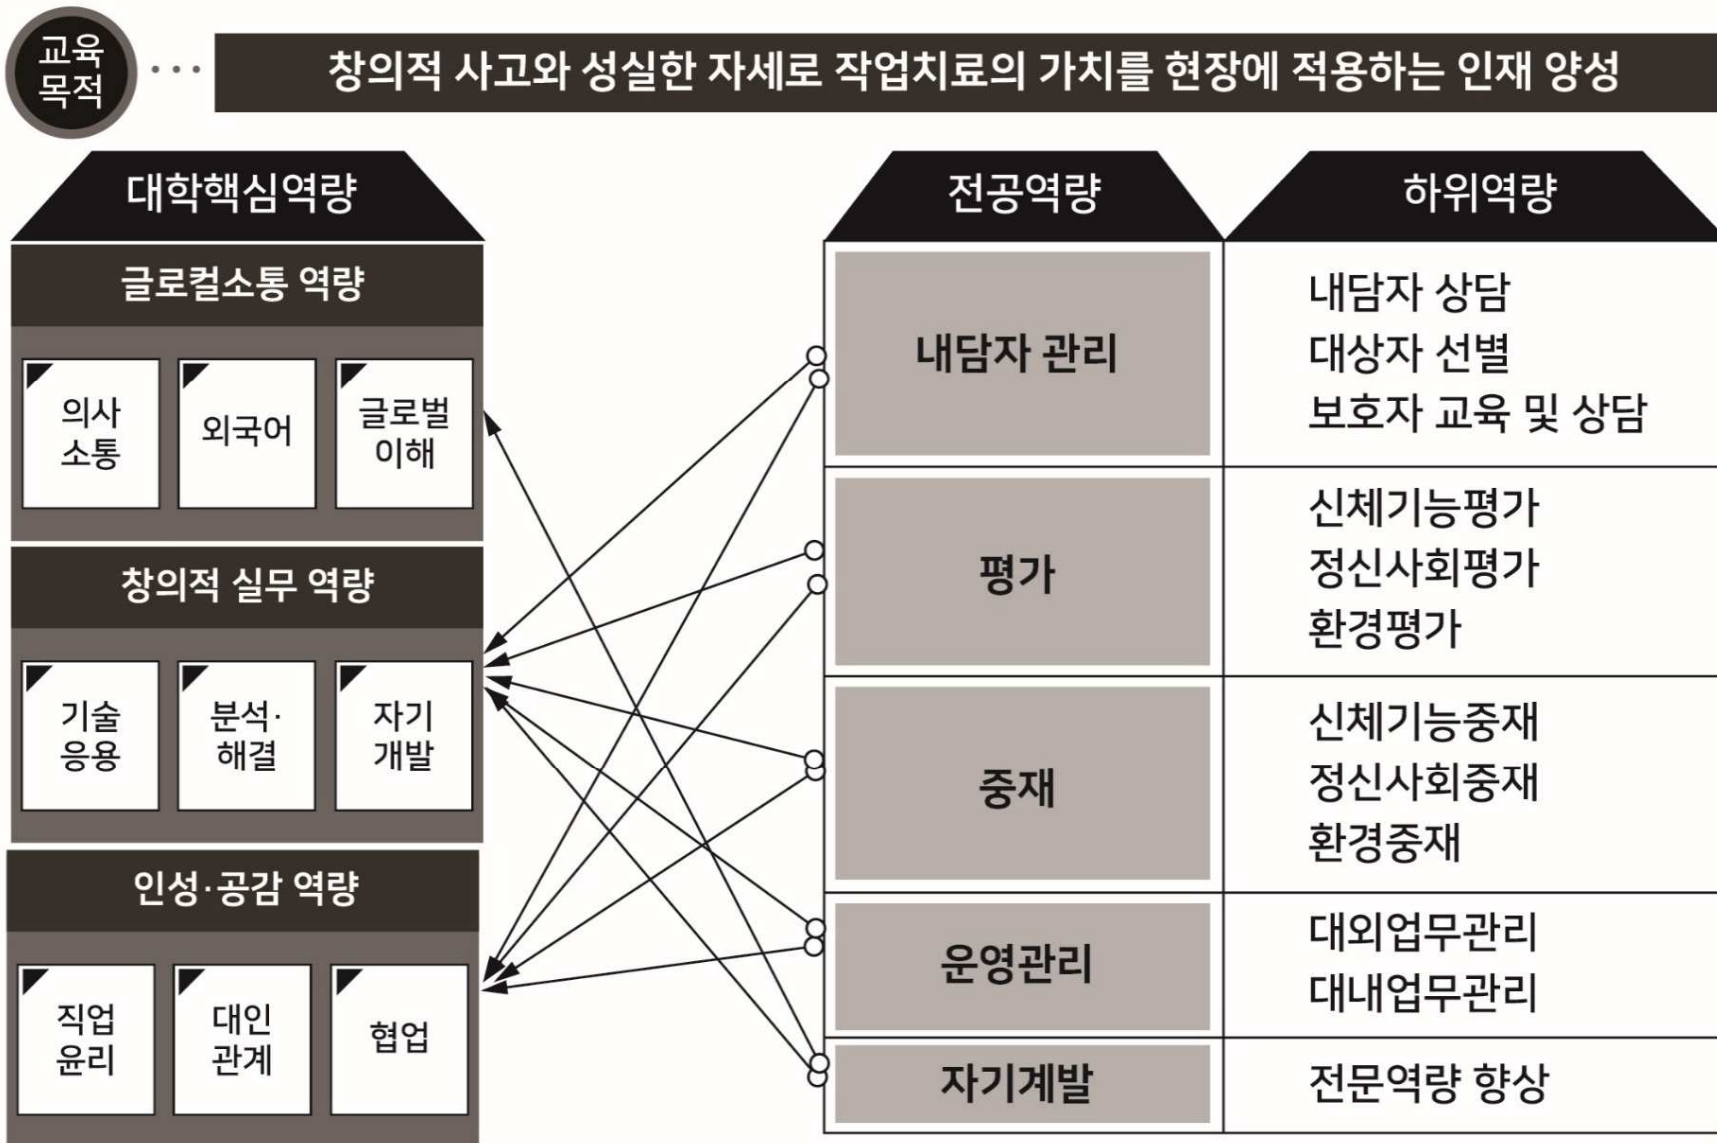 교육
목적
창의적 사고와 성실한 자세로 작업치료의 가치를 현장에 적용하는 인재 양성
대학핵심역량
글로컬소통 역량
의사
소통
외국어
글로벌
이해
창의적 실무 역량
기술
응용
분석·
해결
자기
개발
인성·공감 역량
직업
윤리
대인
관계
협업
전공역량
하위역량
내담자 관리
내담자 상담
대상자 선별
보호자 교육 및 상담
평가
신체기능평가
정신사회평가
환경평가
중재
신체기능중재
정신사회중재
환경중재
운영관리
대외업무관리
대내업무관리
자기계발
전문역량 향상